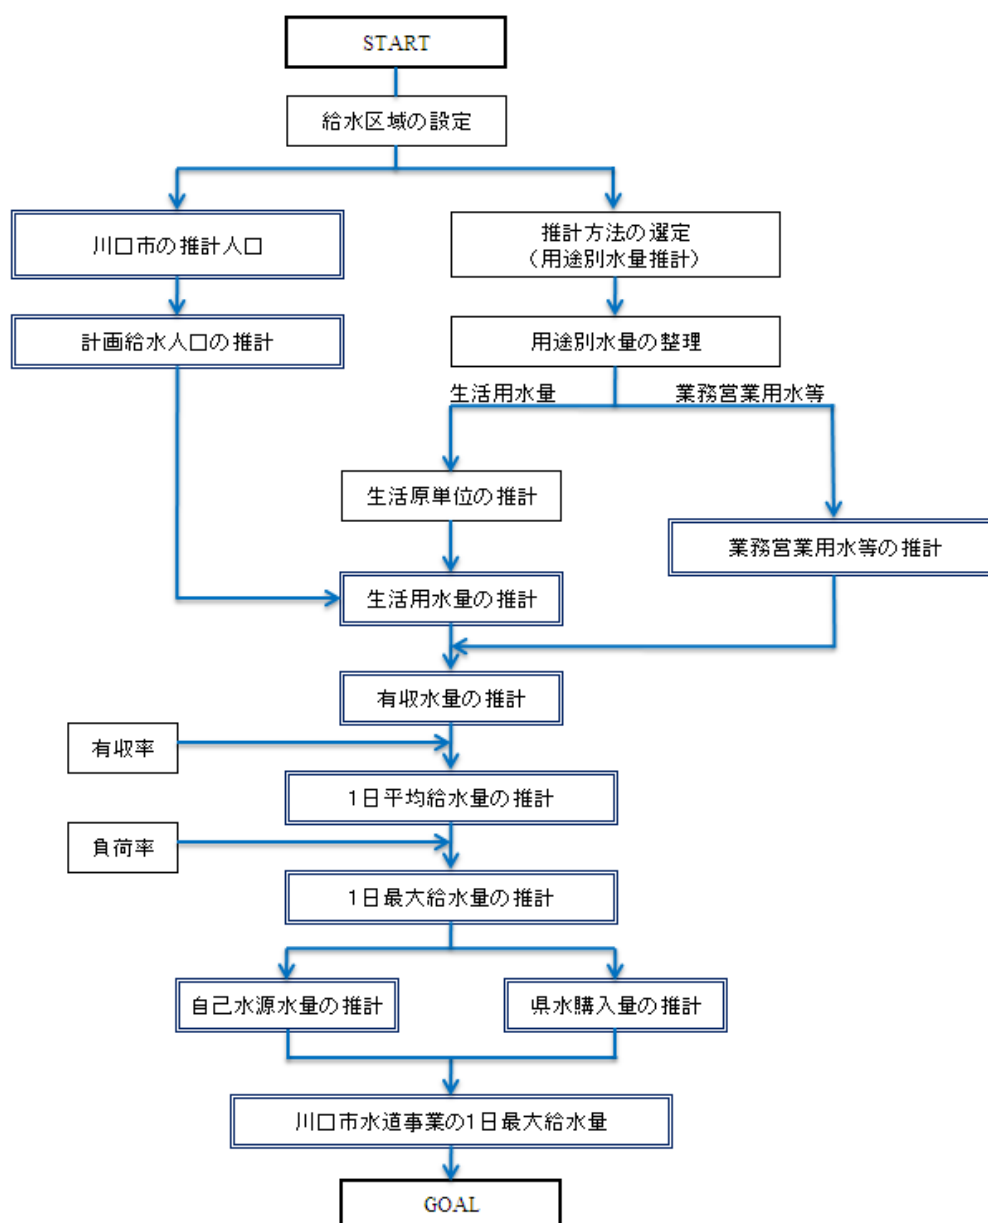 START
給水区域の設定
川口市の推計人口
推計方法の選定
（用途別水量推計）
計画給水人口の推計
用途別水量の整理
生活用水量
業務営業用水等
生活原単位の推計
業務営業用水等の推計
生活用水量の推計
有収水量の推計
有収率
1日平均給水量の推計
負荷率
1日最大給水量の推計
自己水源水量の推計
県水購入量の推計
川口市水道事業の1日最大給水量
GOAL